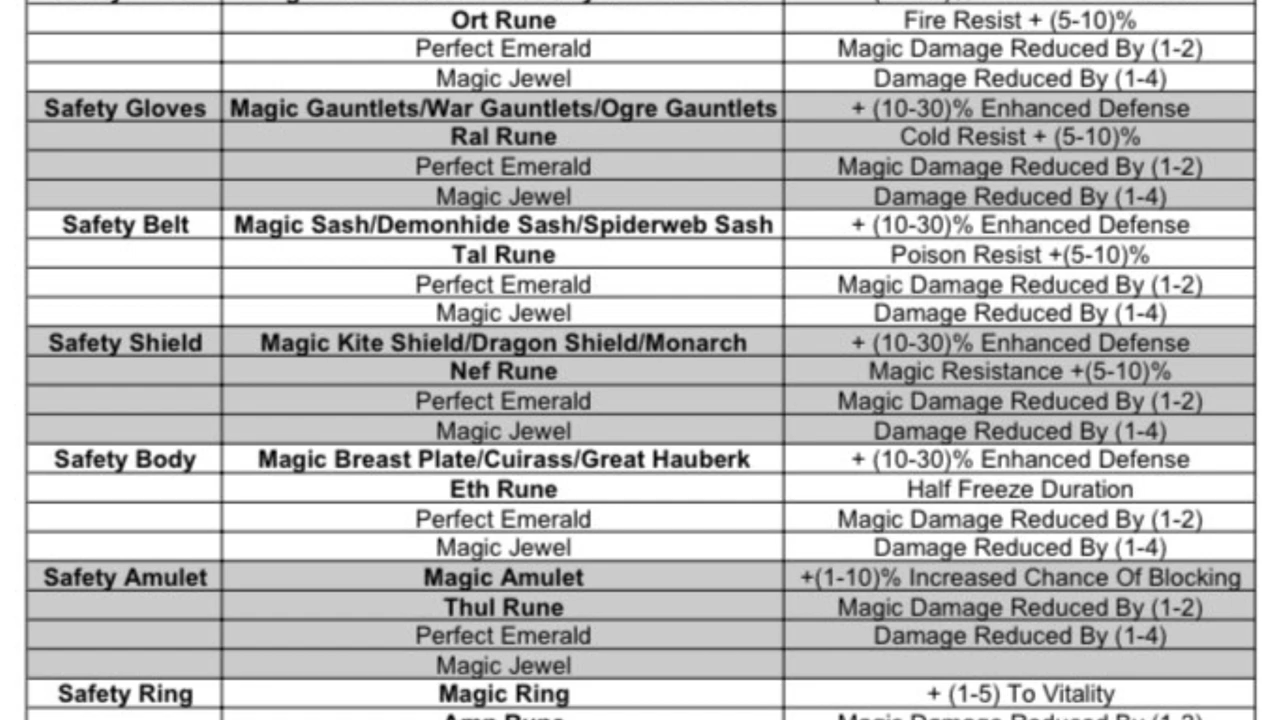 Ort Rune Fire Resist + (5-10)%
Perfect Emerald Magic Damage Reduced By (1-2)
Magic Jewel Damage Reduced By (1-4)
Safety Gloves Magic Gauntlets/War Gauntlets/Ogre Gauntlets + (10-30)% Enhanced Defense
Ral Rune Cold Resist + (5-10)%
Perfect Emerald Magic Damage Reduced By (1-2)
Magic Jewel Damage Reduced By (1-4)
Safety Belt Magic Sash/Demonhide Sash/Spiderweb Sash + (10-30)% Enhanced Defense
Tal Rune Poison Resist +(5-10)%
Perfect Emerald Magic Damage Reduced By (1-2)
Magic Jewel Damage Reduced By (1-4)
Safety Shield Magic Kite Shield/Dragon Shield/Monarch + (10-30)% Enhanced Defense
Nef Rune Magic Resistance +(5-10)%
Perfect Emerald Magic Damage Reduced By (1-2)
Magic Jewel Damage Reduced By (1-4)
Safety Body Magic Breast Plate/Cuirass/Great Hauberk + (10-30)% Enhanced Defense
Eth Rune Half Freeze Duration
Perfect Emerald Magic Damage Reduced By (1-2)
Magic Jewel Damage Reduced By (1-4)
Safety Amulet Magic Amulet +(1-10)% Increased Chance Of Blocking
Thul Rune Magic Damage Reduced By (1-2)
Perfect Emerald Damage Reduced By (1-4)
Magic Jewel
Safety Ring Magic Ring + (1-5) To Vitality